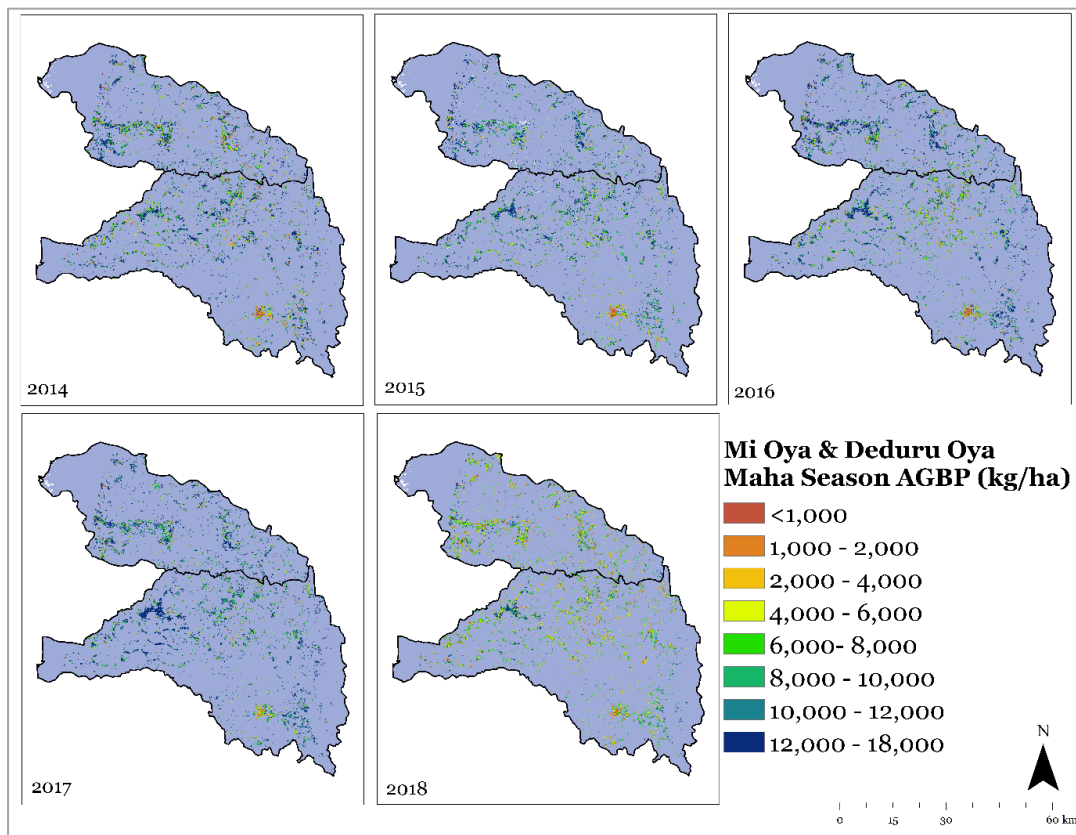 2014
2015
2016
2017
2018
Mi Oya & Deduru Oya
Maha Season AGBP (kg/ha)
<1,000
1,000 - 2,000
2,000 - 4,000
4,000 - 6,000
6,000- 8,000
8,000 - 10,000
10,000 - 12,000
12,000 - 18,000
N
0 15 30 60 km